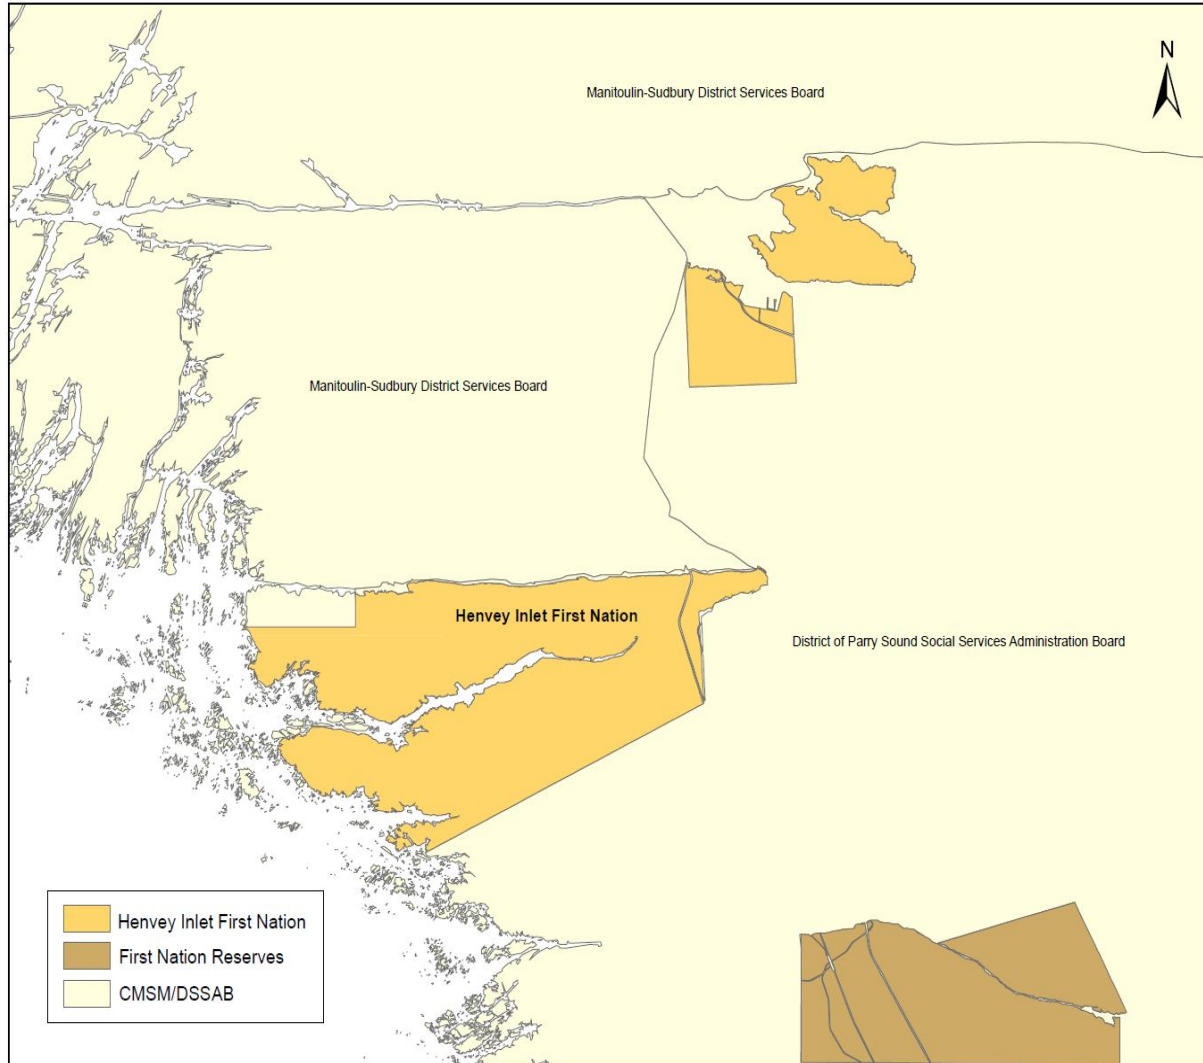 N
Manitoulin-Sudbury District Services Board
Manitoulin-Sudbury District Services Board
Henvey Inlet First Nation
District of Parry Sound Social Services Administration Board
Henvey Inlet First Nation
First Nation Reserves
CMSM/DSSAB